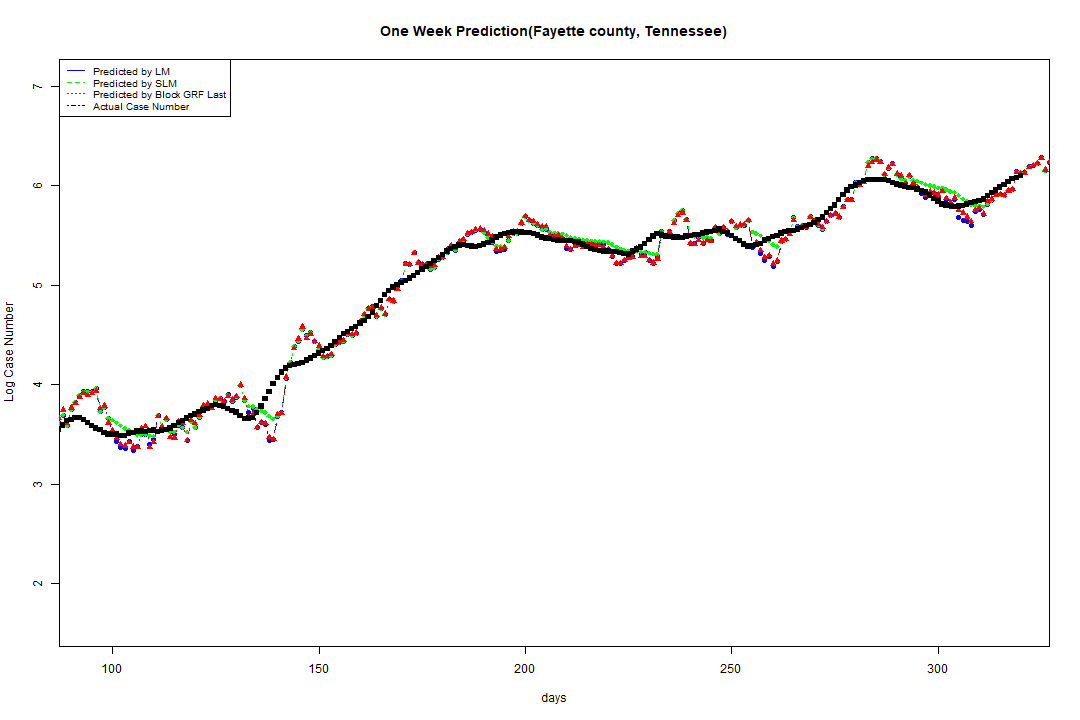 One Week Prediction(Fayette county, Tennessee)
Predicted by LM
Predicted by SLM
Predicted by Block GRF Last
Actual Case Number
Log Case Number
7
6
5
4
3
2
100 150 200 250 300
days